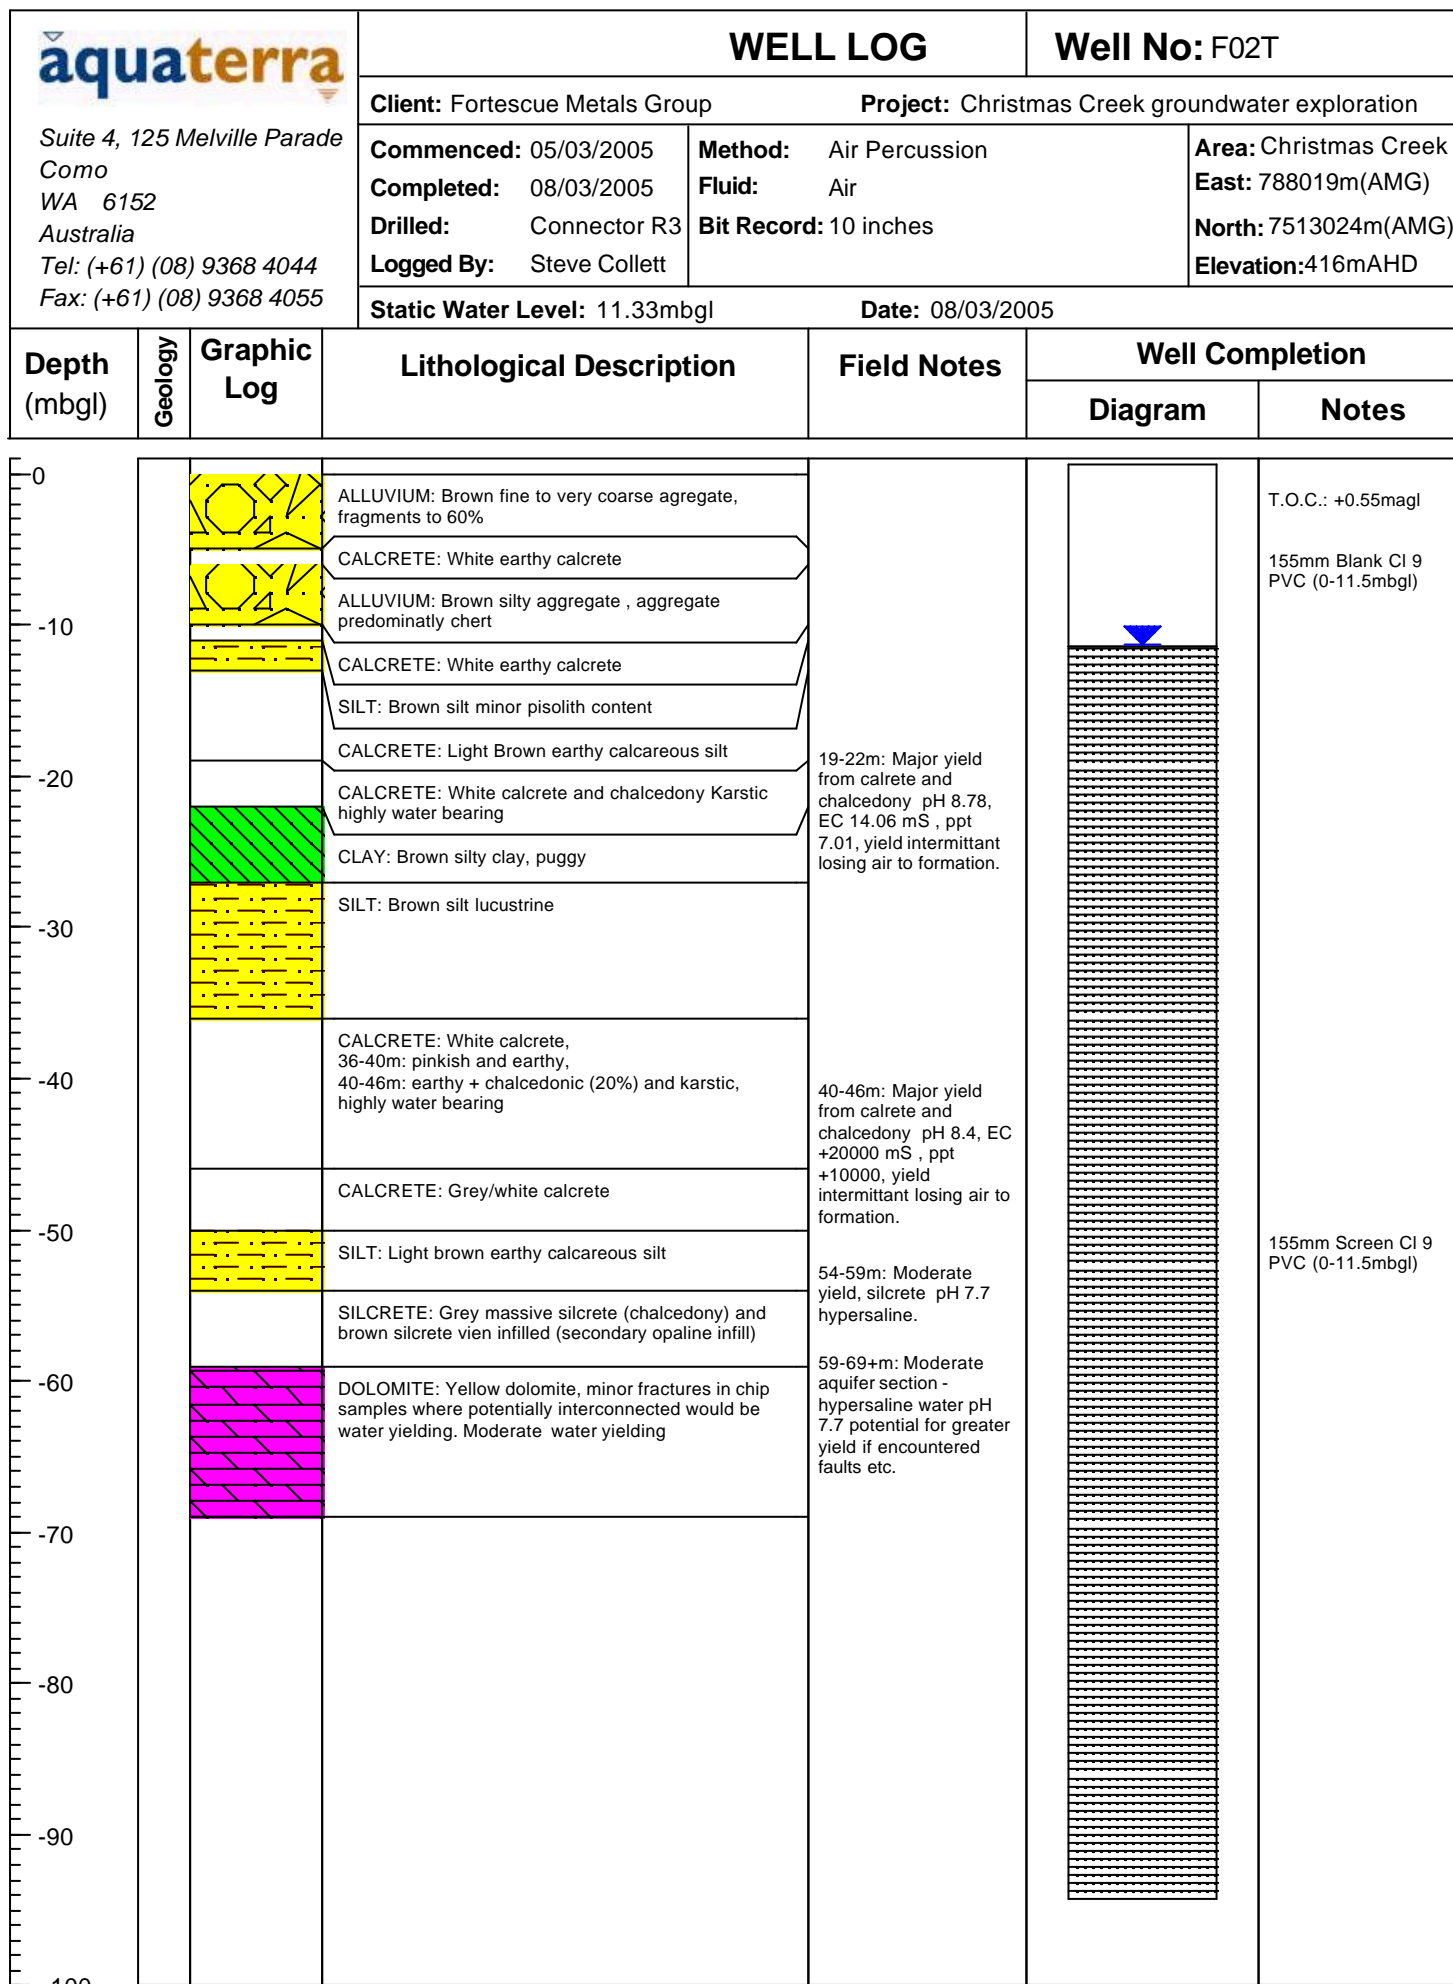 aquaterra
Suite 4, 125 Melville Parade
Como
WA 6152
Australia
Tel: (+61) (08) 9368 4044
Fax: (+61) (08) 9368 4055
WELL LOG
Well No: F02T
Client: Fortescue Metals Group
Project: Christmas Creek groundwater exploration
Commenced: 05/03/2005
Completed: 08/03/2005
Drilled: Connector R3
Logged By: Steve Collett
Method: Air Percussion
Fluid: Air
Bit Record: 10 inches
Area: Christmas Creek
East: 788019m(AMG)
North: 7513024m(AMG)
Elevation: 416mAHD
Static Water Level: 11.33mbgl
Date: 08/03/2005
Depth
(mbgl)
Geology
Graphic
Log
Lithological Description
Field Notes
Well Completion
Diagram
Notes
0
-10
-20
-30
-40
-50
-60
-70
-80
-90
-100
ALLUVIUM: Brown fine to very coarse agregate,
fragments to 60%
CALCRETE: White earthy calcrete
ALLUVIUM: Brown silty aggregate , aggregate
predominatly chert
CALCRETE: White earthy calcrete
SILT: Brown silt minor pisolith content
CALCRETE: Light Brown earthy calcareous silt
CALCRETE: White calcrete and chalcedony Karstic
highly water bearing
CLAY: Brown silty clay, puggy
SILT: Brown silt lucustrine
CALCRETE: White calcrete,
36-40m: pinkish and earthy,
40-46m: earthy + chalcedonic (20%) and karstic,
highly water bearing
CALCRETE: Grey/white calcrete
SILT: Light brown earthy calcareous silt
SILCRETE: Grey massive silcrete (chalcedony) and
brown silcrete vien infilled (secondary opaline infill)
DOLOMITE: Yellow dolomite, minor fractures in chip
samples where potentially interconnected would be
water yielding. Moderate water yielding
19-22m: Major yield
from calrete and
chalcedony pH 8.78,
EC 14.06 mS , ppt
7.01, yield intermittant
losing air to formation.
40-46m: Major yield
from calrete and
chalcedony pH 8.4, EC
+20000 mS , ppt
+10000, yield
intermittant losing air to
formation.
54-59m: Moderate
yield, silcrete pH 7.7
hypersaline.
59-69+m: Moderate
aquifer section -
hypersaline water pH
7.7 potential for greater
yield if encountered
faults etc.
T.O.C.: +0.55magl
155mm Blank Cl 9
PVC (0-11.5mbgl)
155mm Screen Cl 9
PVC (0-11.5mbgl)